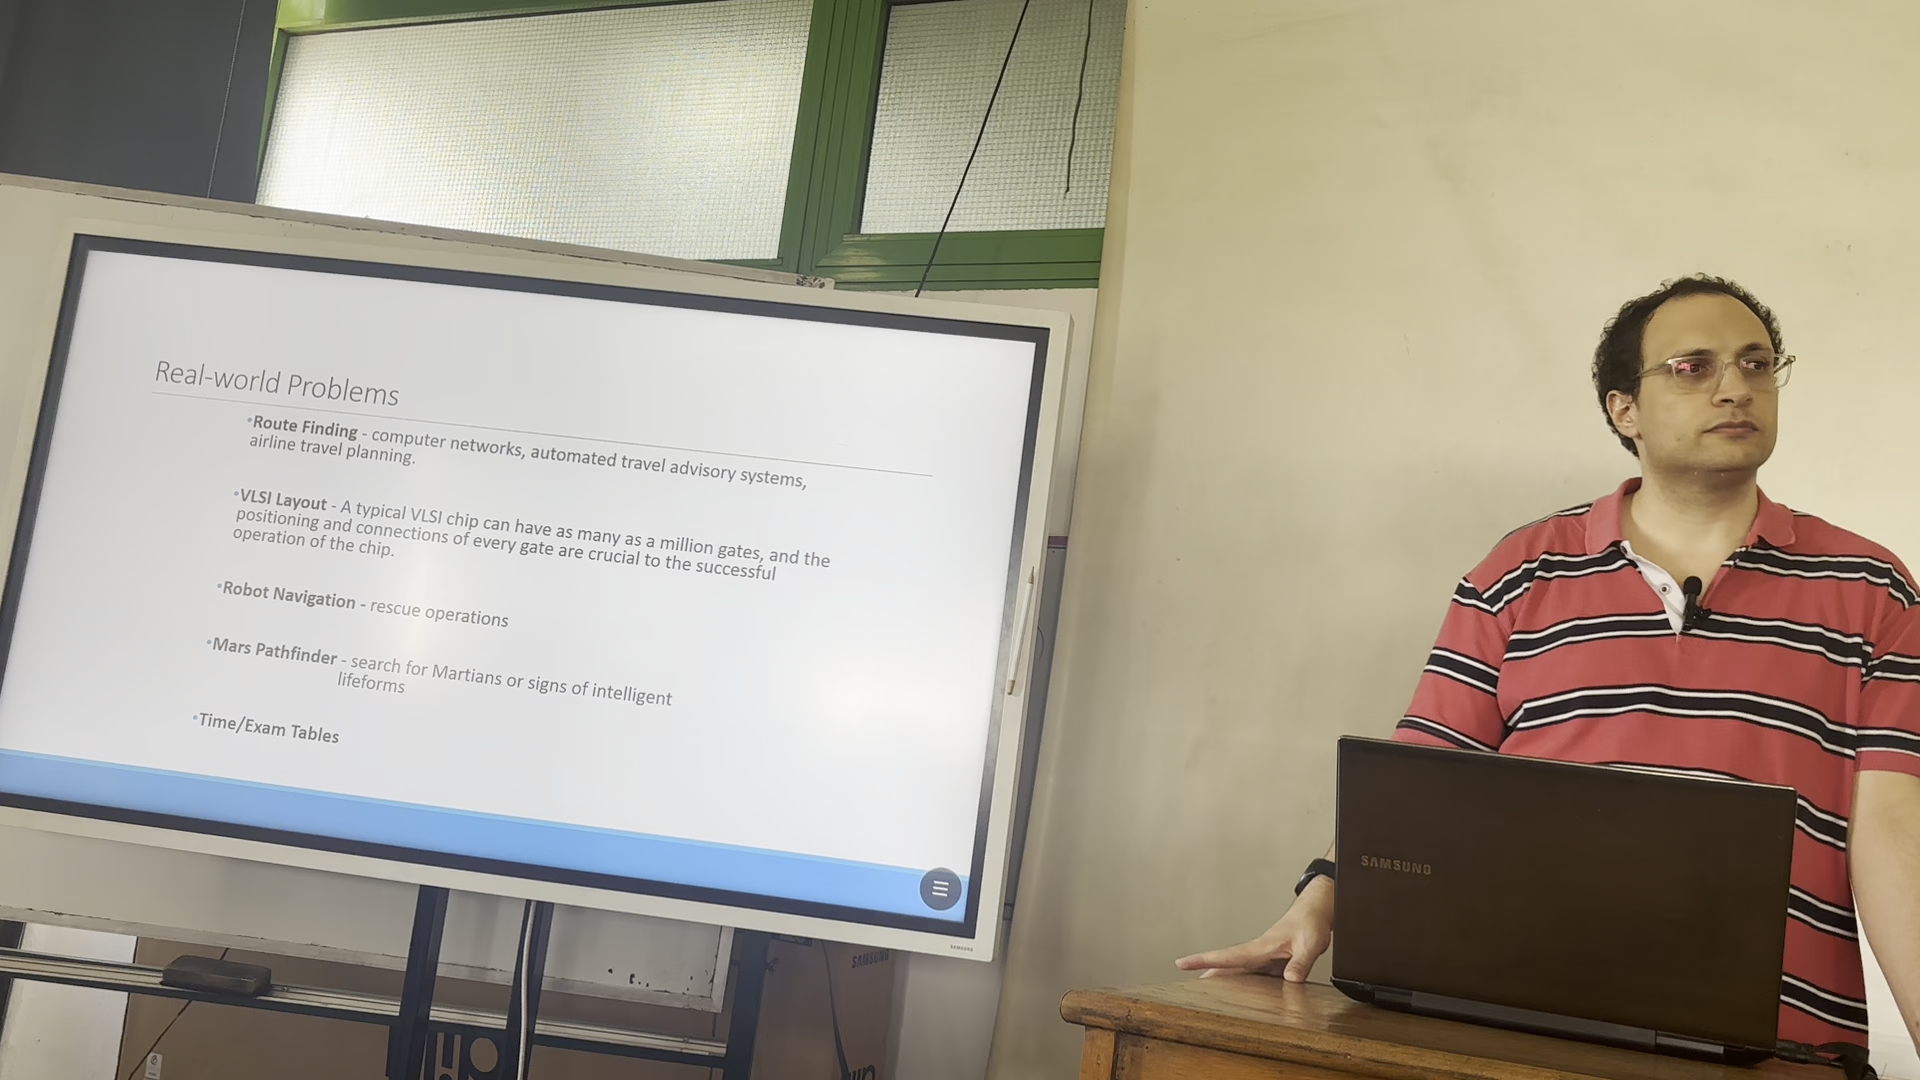 Real-world Problems
•Route Finding - computer networks, automated travel advisory systems,
airline travel planning.
•VLSI Layout - A typical VLSI chip can have as many as a million gates, and the
positioning and connections of every gate are crucial to the successful
operation of the chip.
•Robot Navigation - rescue operations
•Mars Pathfinder - search for Martians or signs of intelligent
lifeforms
•Time/Exam Tables
SAMSUNG
SAMSUNG
SAMSUNG